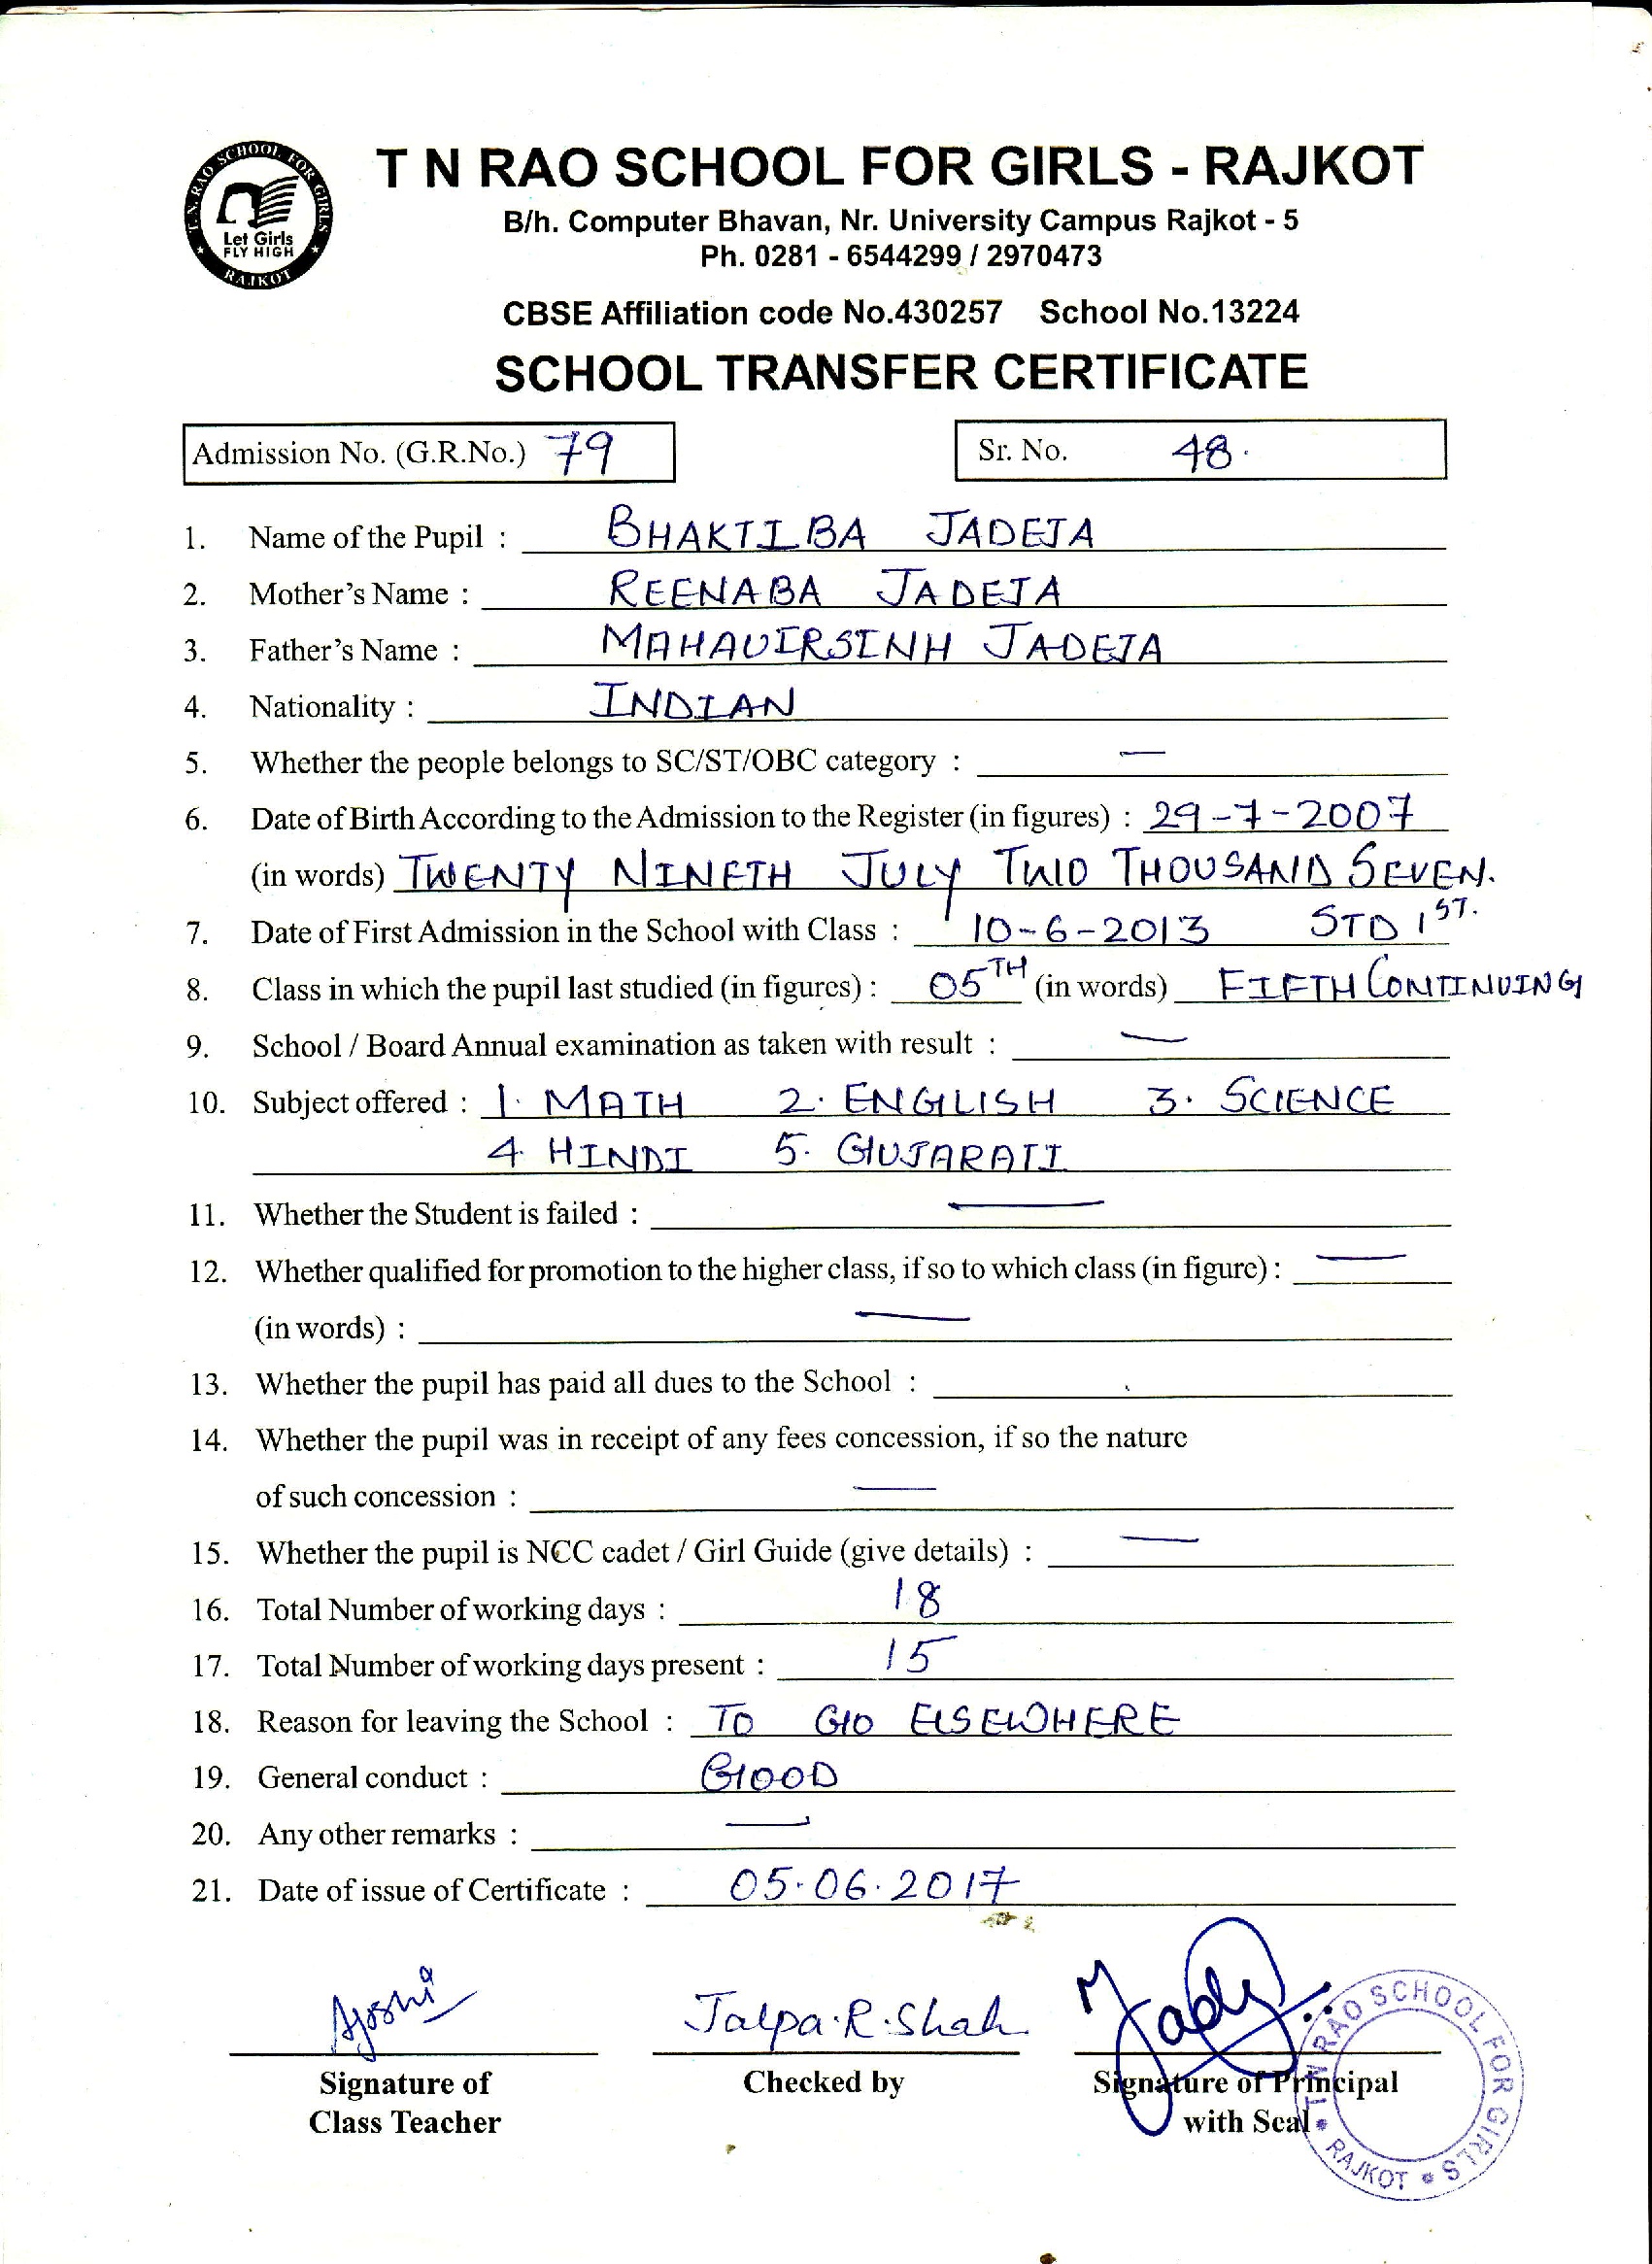 T. N. RAO SCHOOL FOR GIRLS
Let Girls
FLY HIGH
RAJKOT
T N RAO SCHOOL FOR GIRLS - RAJKOT
B/h. Computer Bhavan, Nr. University Campus Rajkot - 5
Ph. 0281 - 6544299 / 2970473
CBSE Affiliation code No.430257 School No.13224
SCHOOL TRANSFER CERTIFICATE
Admission No. (G.R.No.) 79 Sr. No. 48.
1. Name of the Pupil : BHAKTIBA JADEJA
2. Mother's Name : REENABA JADEJA
3. Father's Name : MAHAVIRSINH JADEJA
4. Nationality : INDIAN
5. Whether the people belongs to SC/ST/OBC category : —
6. Date of Birth According to the Admission to the Register (in figures) : 29-7-2007
(in words) TWENTY NINETH JULY TWO THOUSAND SEVEN.
7. Date of First Admission in the School with Class : 10-6-2013 STD 1ST.
8. Class in which the pupil last studied (in figures) : 05TH (in words) FIFTH CONTINUING
9. School / Board Annual examination as taken with result : —
10. Subject offered : 1. MATH 2. ENGLISH 3. SCIENCE
4. HINDI 5. GUJARATI
11. Whether the Student is failed : —
12. Whether qualified for promotion to the higher class, if so to which class (in figure) : —
(in words) : —
13. Whether the pupil has paid all dues to the School :
14. Whether the pupil was in receipt of any fees concession, if so the nature
of such concession : —
15. Whether the pupil is NCC cadet / Girl Guide (give details) : —
16. Total Number of working days : 18
17. Total Number of working days present : 15
18. Reason for leaving the School : TO GO ELSEWHERE
19. General conduct : GOOD
20. Any other remarks : —
21. Date of issue of Certificate : 05.06.2017
Jalpa.R.Shah
Signature of Checked by Signature of Principal
Class Teacher with Seal
T N RAO SCHOOL FOR GIRLS
RAJKOT